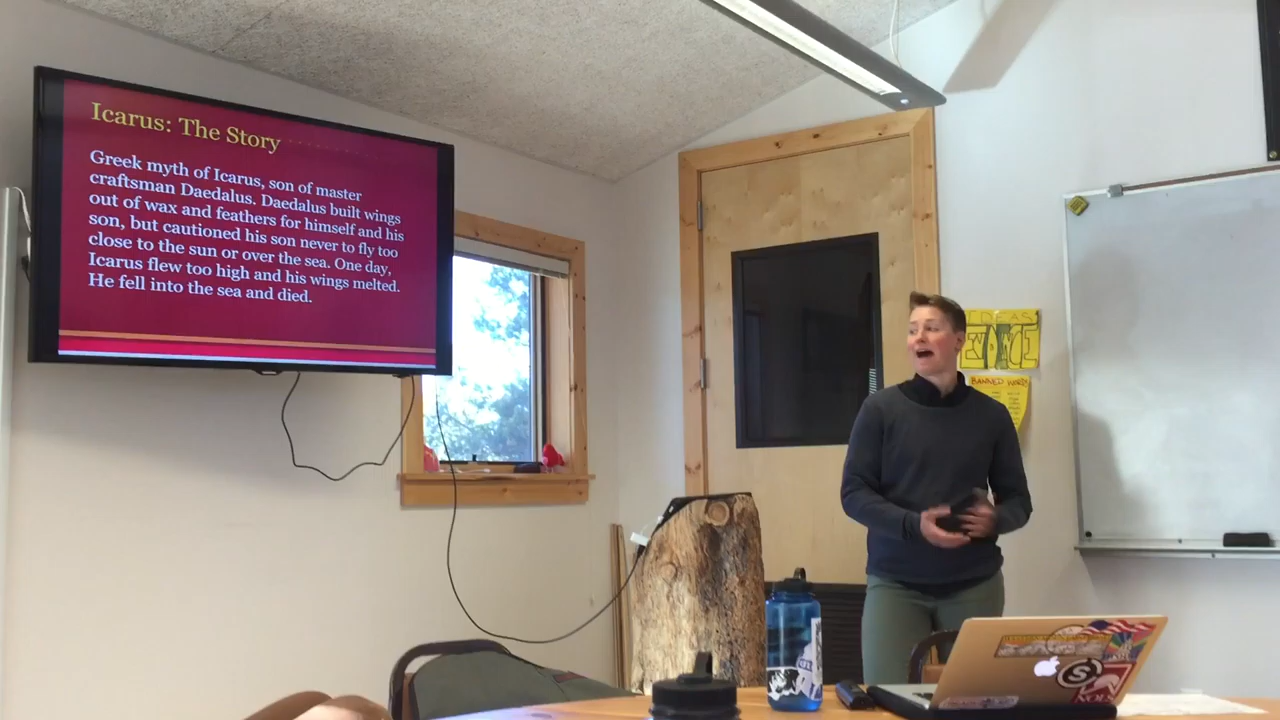 Icarus: The Story
Greek myth of Icarus, son of master
craftsman Daedalus. Daedalus built wings
out of wax and feathers for himself and his
son, but cautioned his son never to fly too
close to the sun or over the sea. One day,
Icarus flew too high and his wings melted.
He fell into the sea and died.
IDEAS
BANNED WORDS